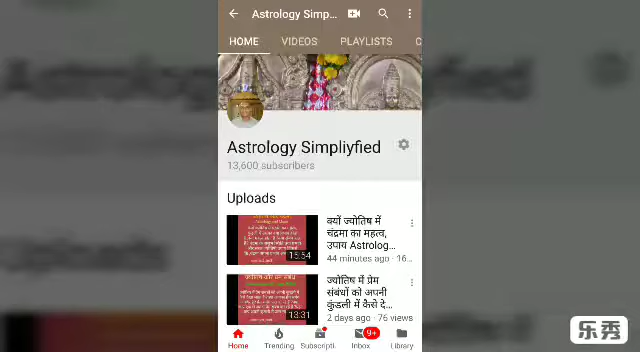 Astrology Simp...
HOME VIDEOS PLAYLISTS C
Astrology Simpliyfied
13,600 subscribers
Uploads
क्यों ज्योतिष में
चंद्रमा का महत्व,
उपाय Astrolog...
15:54
44 minutes ago · 16...
ज्योतिष में प्रेम
संबंधों को अपनी
कुंडली में कैसे दे...
13:31
2 days ago · 76 views
9+
Home Trending Subscripti Inbox Library
乐秀